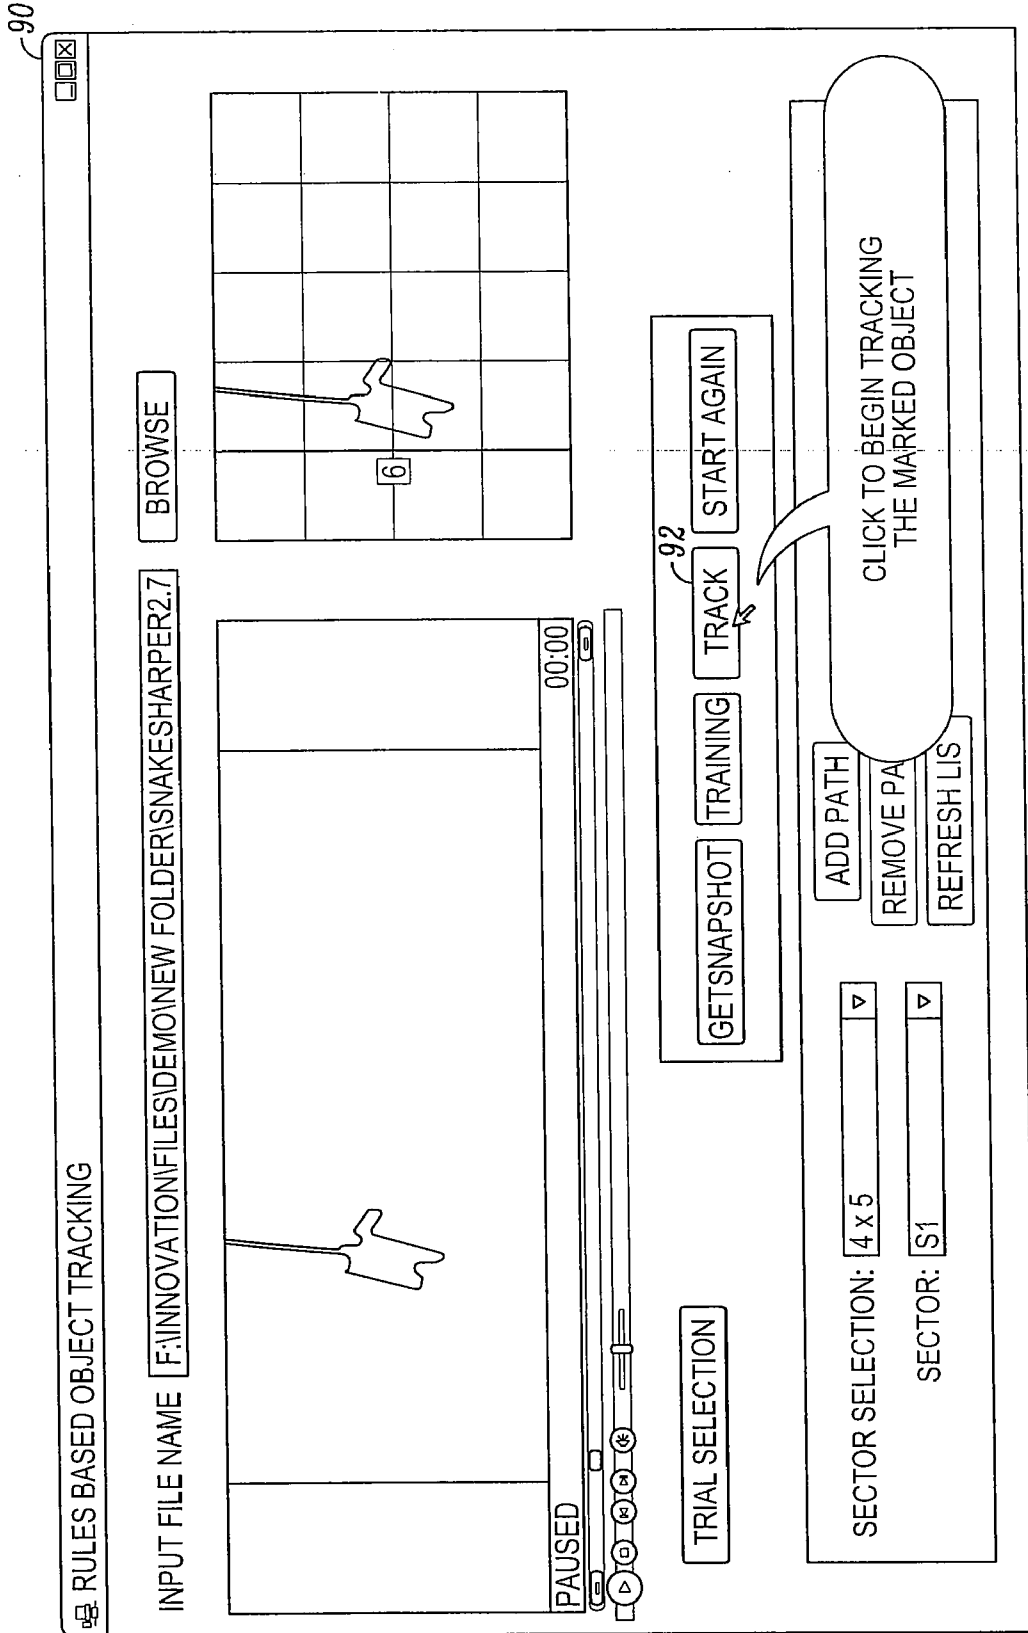 90
RULES BASED OBJECT TRACKING
INPUT FILE NAME F:\INNOVATION\FILES\DEMO\NEW FOLDER\SNAKESHARPER2.7 BROWSE
6
PAUSED 00:00
92
TRIAL SELECTION
GETSNAPSHOT TRAINING TRACK START AGAIN
SECTOR SELECTION: 4 x 5
SECTOR: S1
ADD PATH
REMOVE PA
REFRESH LIS
CLICK TO BEGIN TRACKING
THE MARKED OBJECT